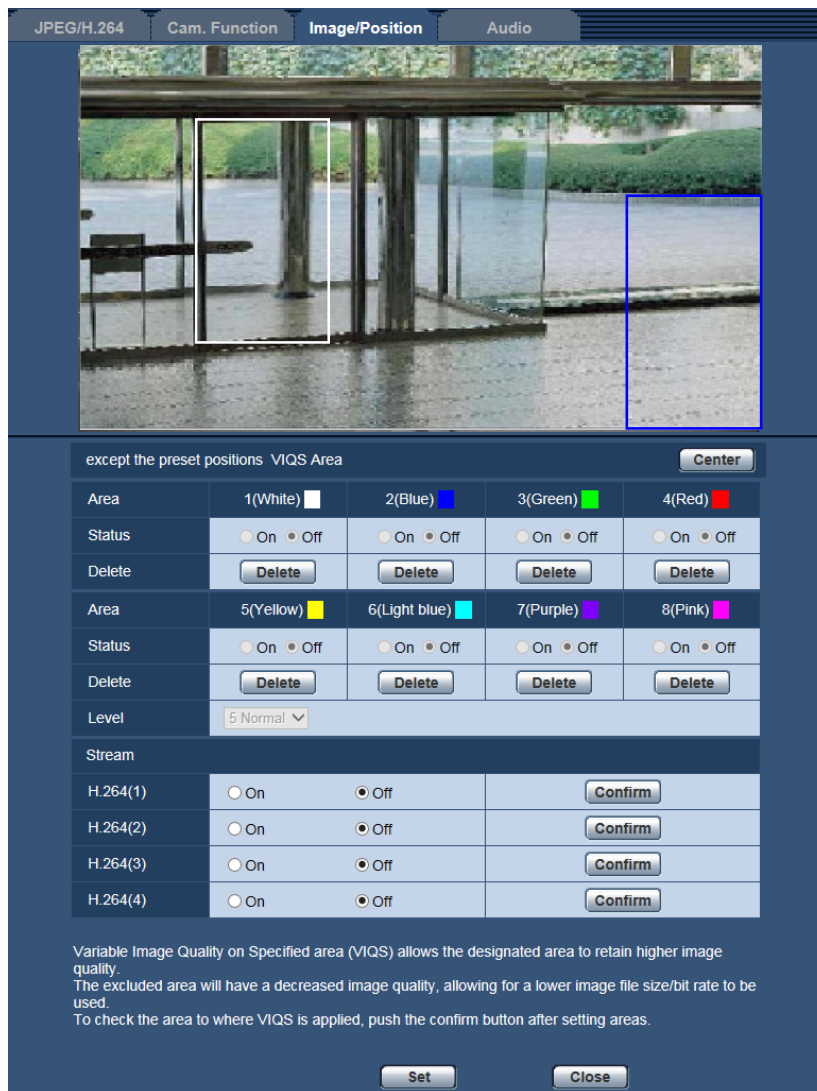 JPEG/H.264 Cam. Function Image/Position Audio
except the preset positions VIQS Area Center
Area 1(White) 2(Blue) 3(Green) 4(Red)
Status On Off On Off On Off On Off
Delete Delete Delete Delete Delete
Area 5(Yellow) 6(Light blue) 7(Purple) 8(Pink)
Status On Off On Off On Off On Off
Delete Delete Delete Delete Delete
Level 5 Normal
Stream
H.264(1) On Off Confirm
H.264(2) On Off Confirm
H.264(3) On Off Confirm
H.264(4) On Off Confirm
Variable Image Quality on Specified area (VIQS) allows the designated area to retain higher image
quality.
The excluded area will have a decreased image quality, allowing for a lower image file size/bit rate to be
used.
To check the area to where VIQS is applied, push the confirm button after setting areas.
Set Close